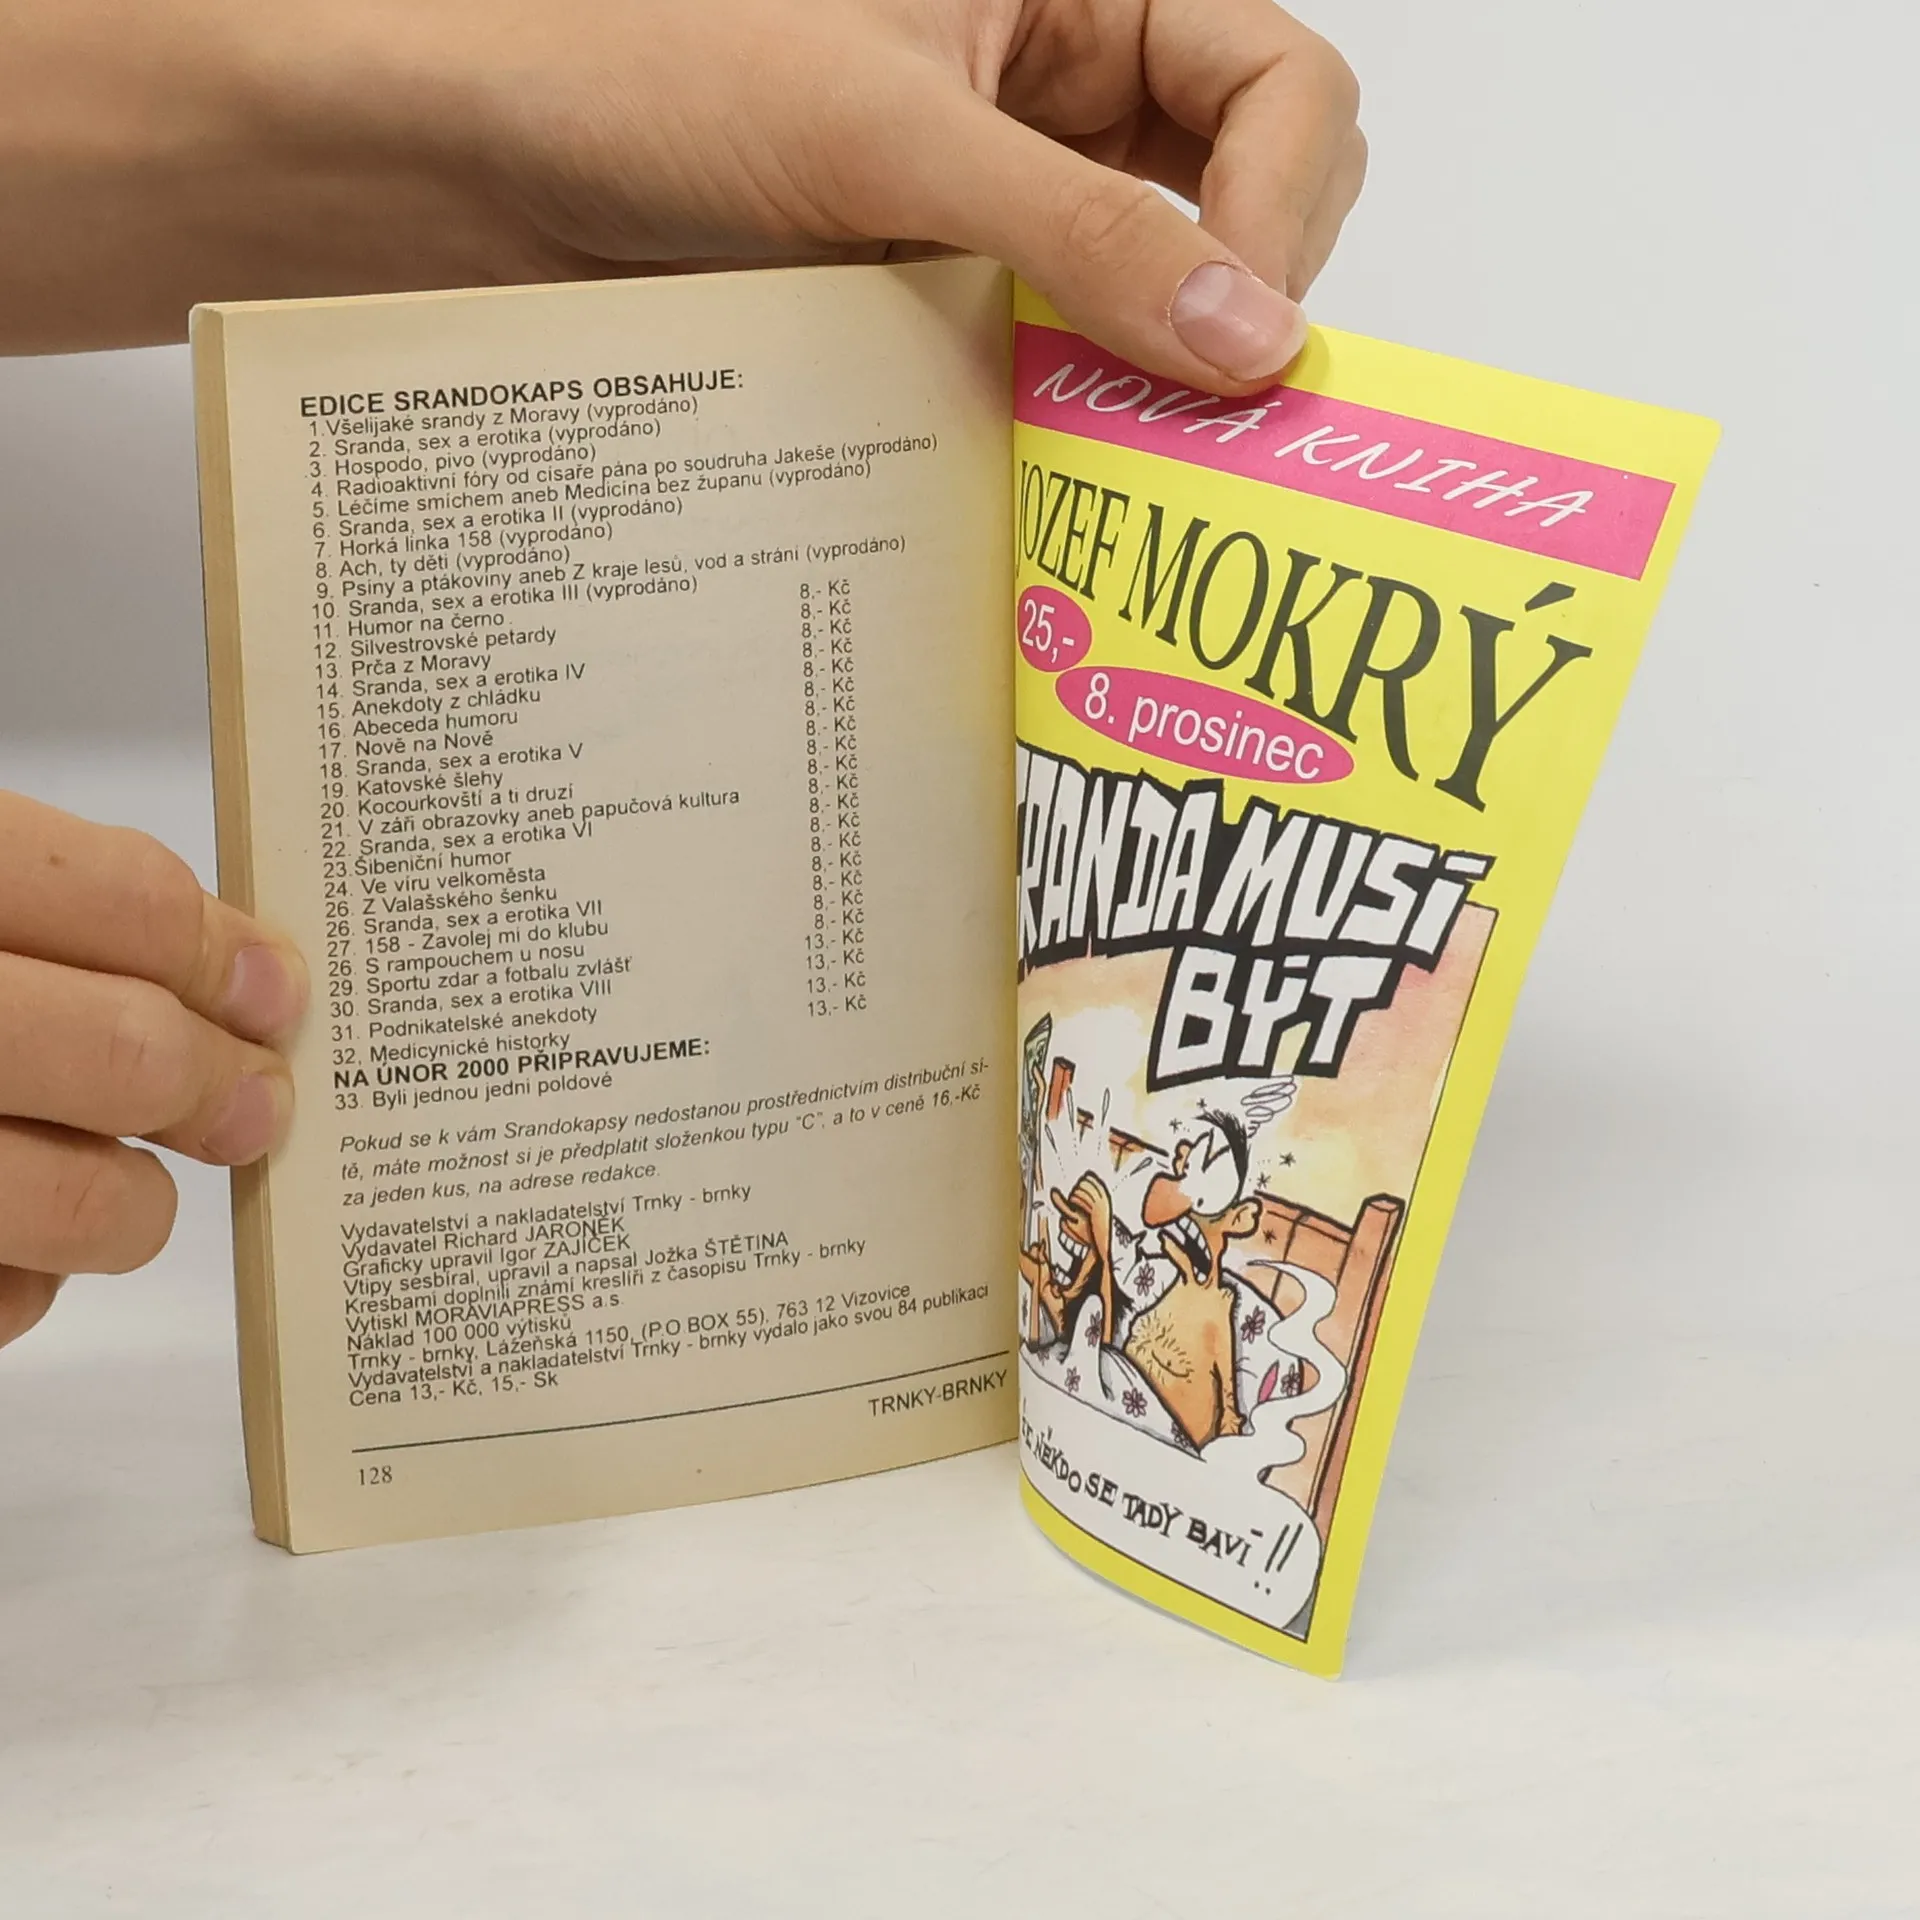 EDICE SRANDOKAPS OBSAHUJE:
1.Všelijaké srandy z Moravy (vyprodáno)
2. Sranda, sex a erotika (vyprodáno)
3. Hospodo, pivo (vyprodáno)
4. Radioaktivní fóry od císaře pána po soudruha Jakeše (vyprodáno)
5. Léčíme smíchem aneb Medicína bez županu (vyprodáno)
6. Sranda, sex a erotika II (vyprodáno)
7. Horká linka 158 (vyprodáno)
8. Ach, ty děti (vyprodáno)
9. Psiny a ptákoviny aneb Z kraje lesů, vod a strání (vyprodáno)
10. Sranda, sex a erotika III (vyprodáno)
11. Humor na černo 8,- Kč
12. Silvestrovské petardy 8,- Kč
13. Prča z Moravy 8,- Kč
14. Sranda, sex a erotika IV 8,- Kč
15. Anekdoty z chládku 8,- Kč
16. Abeceda humoru 8,- Kč
17. Nově na Nově 8,- Kč
18. Sranda, sex a erotika V 8,- Kč
19. Katovské šlehy 8,- Kč
20. Kocourkovští a ti druzí 8,- Kč
21. V záři obrazovky aneb papučová kultura 8,- Kč
22. Sranda, sex a erotika VI 8,- Kč
23.Šibeniční humor 8,- Kč
24. Ve víru velkoměsta 8,- Kč
26. Z Valašského šenku 8,- Kč
26. Sranda, sex a erotika VII 8,- Kč
27. 158 - Zavolej mi do klubu 8,- Kč
26. S rampouchem u nosu 8,- Kč
29. Sportu zdar a fotbalu zvlášť 13,- Kč
30. Sranda, sex a erotika VIII 13,- Kč
31. Podnikatelské anekdoty 13,- Kč
32. Medicynické historky 13,- Kč
NA ÚNOR 2000 PŘIPRAVUJEME:
33. Byli jednou jedni poldové
Pokud se k vám Srandokapsy nedostanou prostřednictvím distribuční sí-
tě, máte možnost si je předplatit složenkou typu "C", a to v ceně 16,-Kč
za jeden kus, na adrese redakce.
Vydavatelství a nakladatelství Trnky - brnky
Vydavatel Richard JARONĚK
Graficky upravil Igor ZAJÍČEK
Vtipy sesbíral, upravil a napsal Jožka ŠTĚTINA
Kresbami doplnili známí kreslíři z časopisu Trnky - brnky
Vytiskl MORAVIAPRESS a.s.
Náklad 100 000 výtisků
Trnky - brnky, Lázeňská 1150, (P.O BOX 55), 763 12 Vizovice
Vydavatelství a nakladatelství Trnky - brnky vydalo jako svou 84 publikaci
Cena 13,- Kč, 15,- Sk
TRNKY-BRNKY
128
NOVÁ KNIHA
JOZEF MOKRÝ
25,-
8. prosinec
RANDA MUSÍ
BÝT
ŽE NĚKDO SE TADY BAVÍ !!